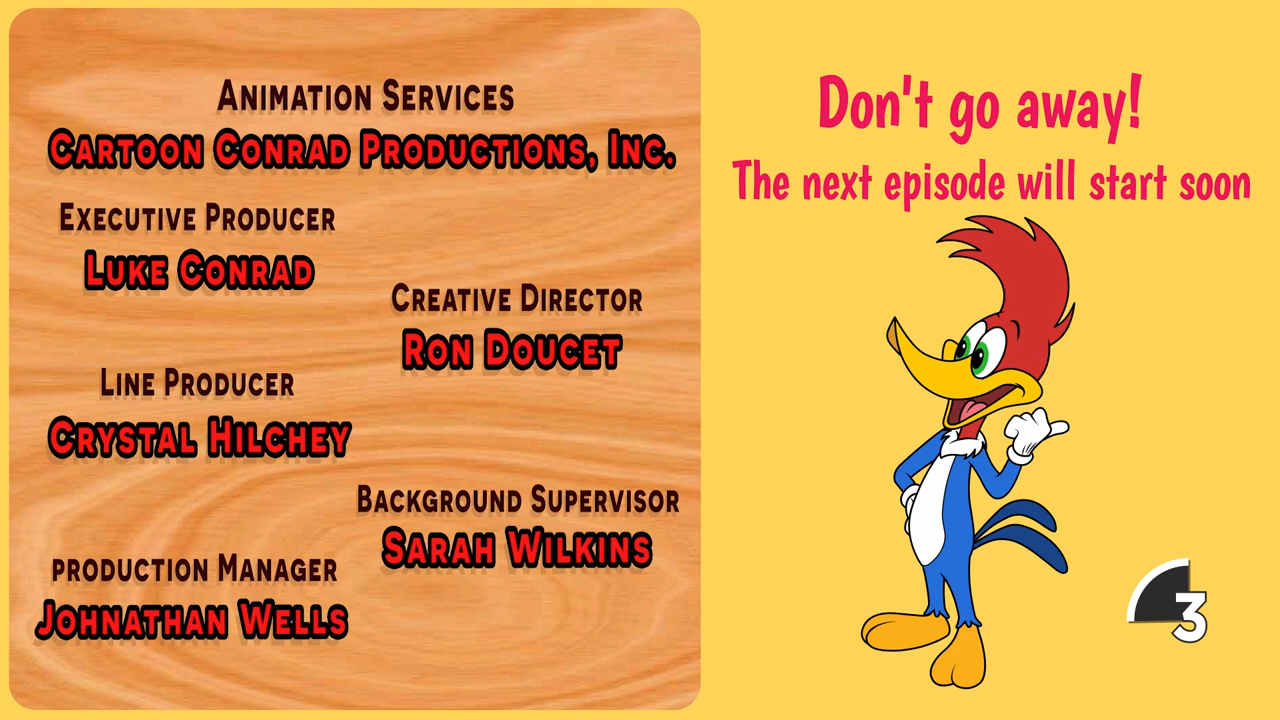 Animation Services
Cartoon Conrad Productions, Inc.
Executive Producer
Luke Conrad
Creative Director
Ron Doucet
Line Producer
Crystal Hilchey
Background Supervisor
Sarah Wilkins
production Manager
Johnathan Wells
Don't go away!
The next episode will start soon
3